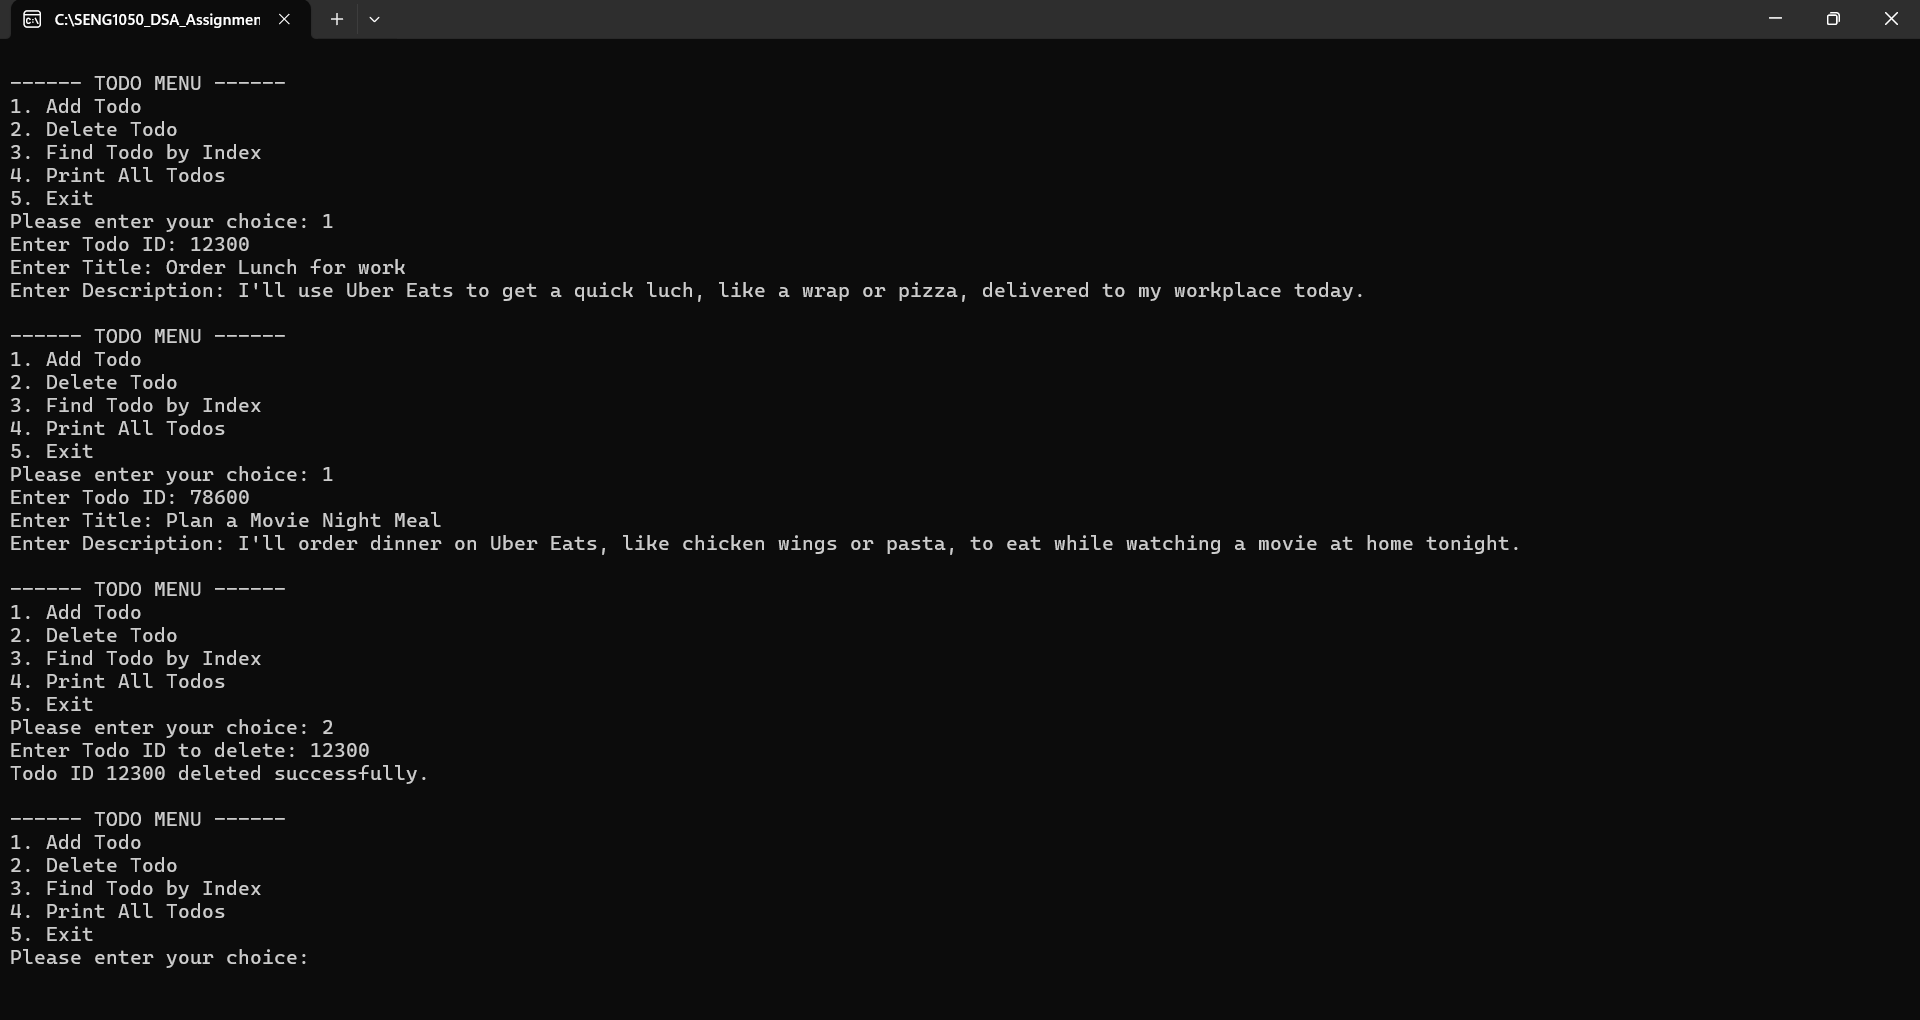 C:\SENG1050_DSA_Assignmen
------ TODO MENU ------
1. Add Todo
2. Delete Todo
3. Find Todo by Index
4. Print All Todos
5. Exit
Please enter your choice: 1
Enter Todo ID: 12300
Enter Title: Order Lunch for work
Enter Description: I'll use Uber Eats to get a quick luch, like a wrap or pizza, delivered to my workplace today.
------ TODO MENU ------
1. Add Todo
2. Delete Todo
3. Find Todo by Index
4. Print All Todos
5. Exit
Please enter your choice: 1
Enter Todo ID: 78600
Enter Title: Plan a Movie Night Meal
Enter Description: I'll order dinner on Uber Eats, like chicken wings or pasta, to eat while watching a movie at home tonight.
------ TODO MENU ------
1. Add Todo
2. Delete Todo
3. Find Todo by Index
4. Print All Todos
5. Exit
Please enter your choice: 2
Enter Todo ID to delete: 12300
Todo ID 12300 deleted successfully.
------ TODO MENU ------
1. Add Todo
2. Delete Todo
3. Find Todo by Index
4. Print All Todos
5. Exit
Please enter your choice: